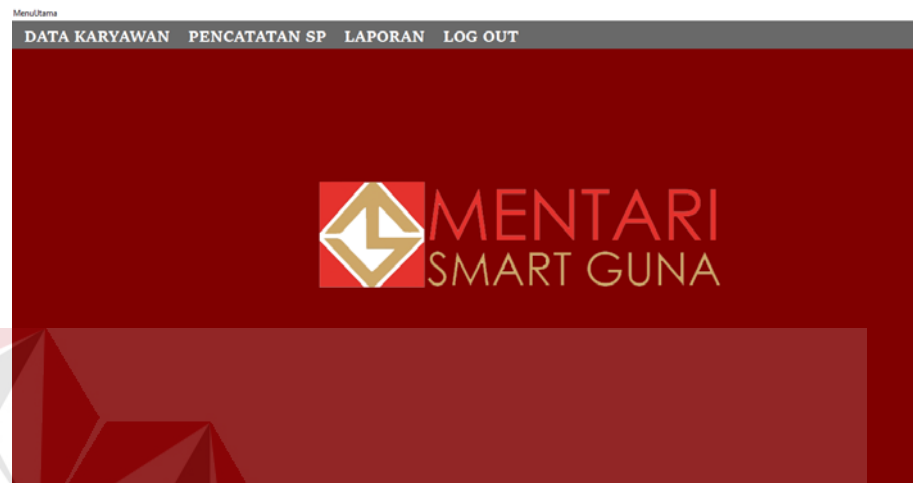 MenuUtama
DATA KARYAWAN PENCATATAN SP LAPORAN LOG OUT
MENTARI
SMART GUNA